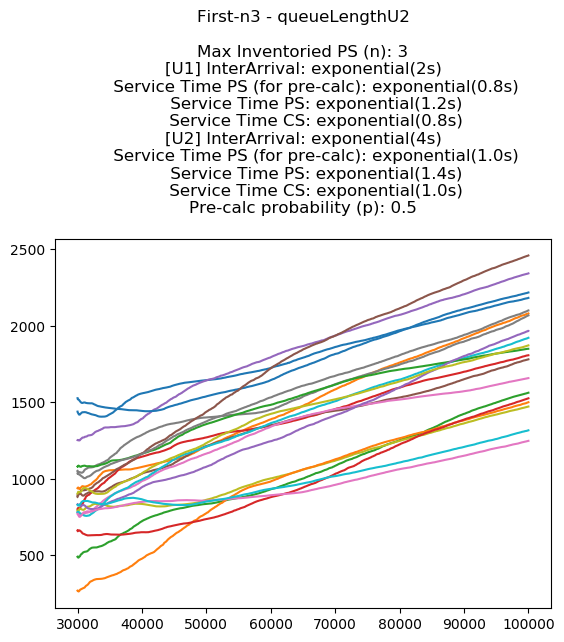 First-n3 - queueLengthU2
Max Inventoried PS (n): 3
[U1] InterArrival: exponential(2s)
Service Time PS (for pre-calc): exponential(0.8s)
Service Time PS: exponential(1.2s)
Service Time CS: exponential(0.8s)
[U2] InterArrival: exponential(4s)
Service Time PS (for pre-calc): exponential(1.0s)
Service Time PS: exponential(1.4s)
Service Time CS: exponential(1.0s)
Pre-calc probability (p): 0.5
2500
2000
1500
1000
500
30000 40000 50000 60000 70000 80000 90000 100000